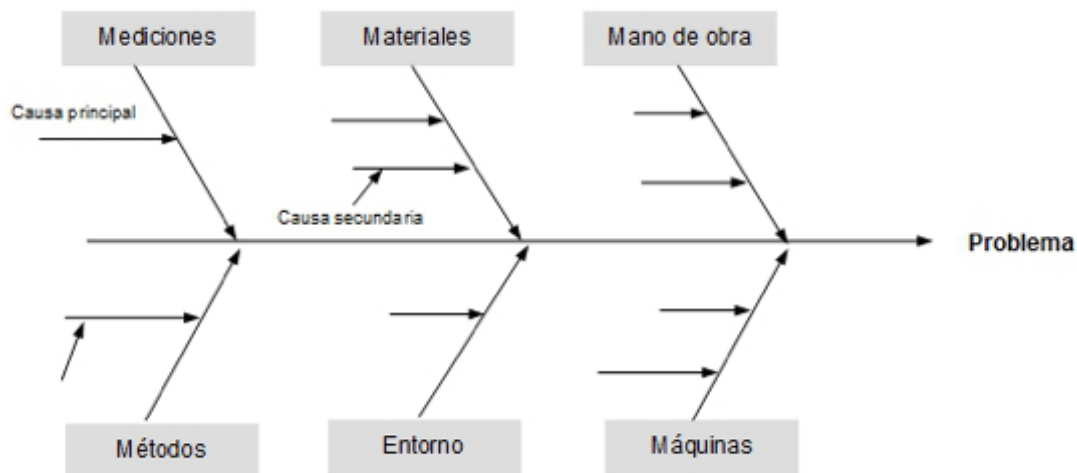 Mediciones
Materiales
Mano de obra
Causa principal
Causa secundaria
Problema
Métodos
Entorno
Máquinas